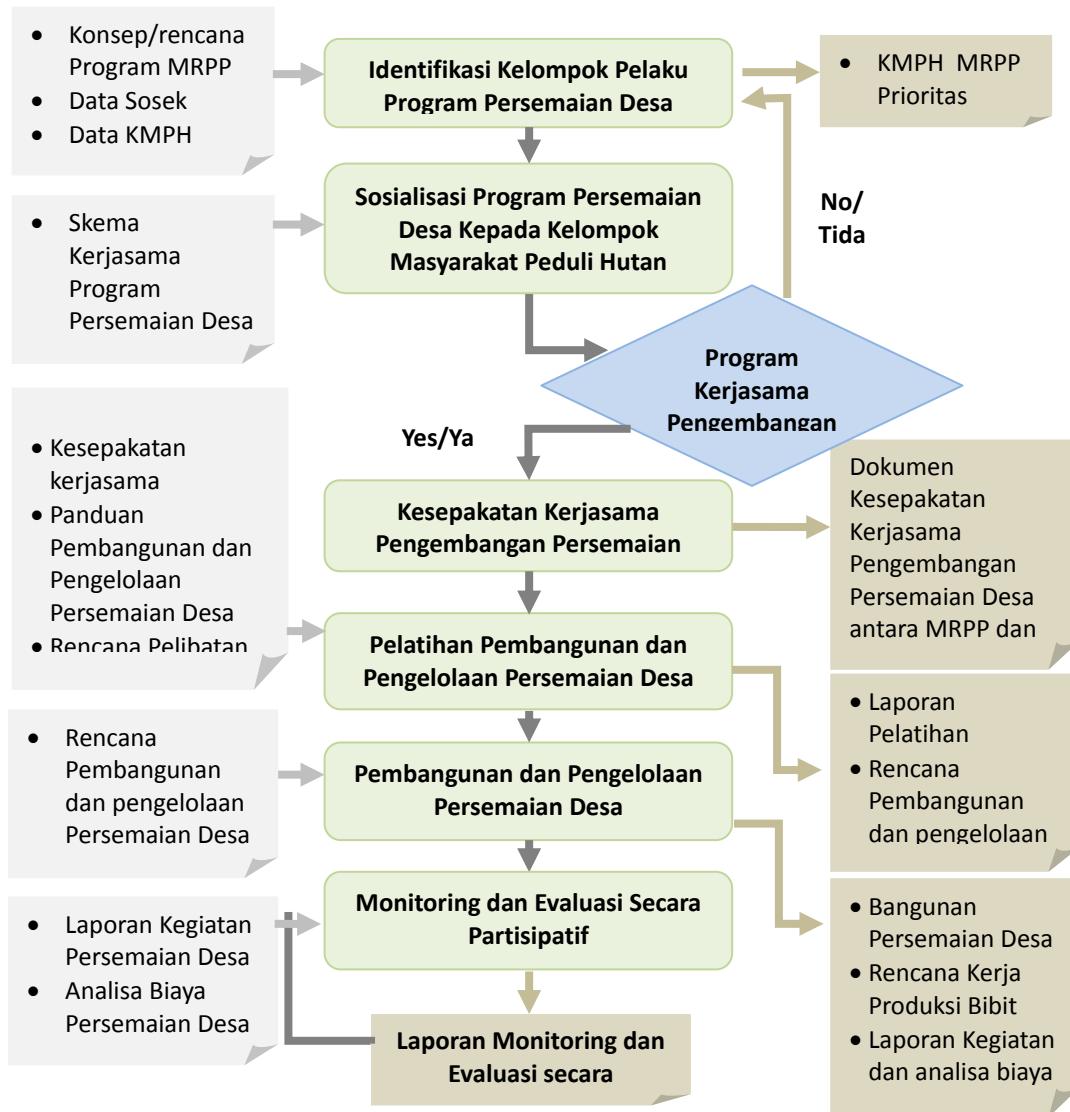 • Konsep/rencana
Program MRPP
• Data Sosek
• Data KMPH
Identifikasi Kelompok Pelaku
Program Persemaian Desa
• KMPH MRPP
Prioritas
• Skema
Kerjasama
Program
Persemaian Desa
Sosialisasi Program Persemaian
Desa Kepada Kelompok
Masyarakat Peduli Hutan
No/
Tida
Program
Kerjasama
Pengembangan
Yes/Ya
• Kesepakatan
kerjasama
• Panduan
Pembangunan dan
Pengelolaan
Persemaian Desa
• Rencana Pelibatan
Kesepakatan Kerjasama
Pengembangan Persemaian
Dokumen
Kesepakatan
Kerjasama
Pengembangan
Persemaian Desa
antara MRPP dan
Pelatihan Pembangunan dan
Pengelolaan Persemaian Desa
• Laporan
Pelatihan
• Rencana
Pembangunan
dan pengelolaan
• Rencana
Pembangunan
dan pengelolaan
Persemaian Desa
Pembangunan dan Pengelolaan
Persemaian Desa
• Bangunan
Persemaian Desa
• Rencana Kerja
Produksi Bibit
• Laporan Kegiatan
dan analisa biaya
• Laporan Kegiatan
Persemaian Desa
• Analisa Biaya
Persemaian Desa
Monitoring dan Evaluasi Secara
Partisipatif
Laporan Monitoring dan
Evaluasi secara